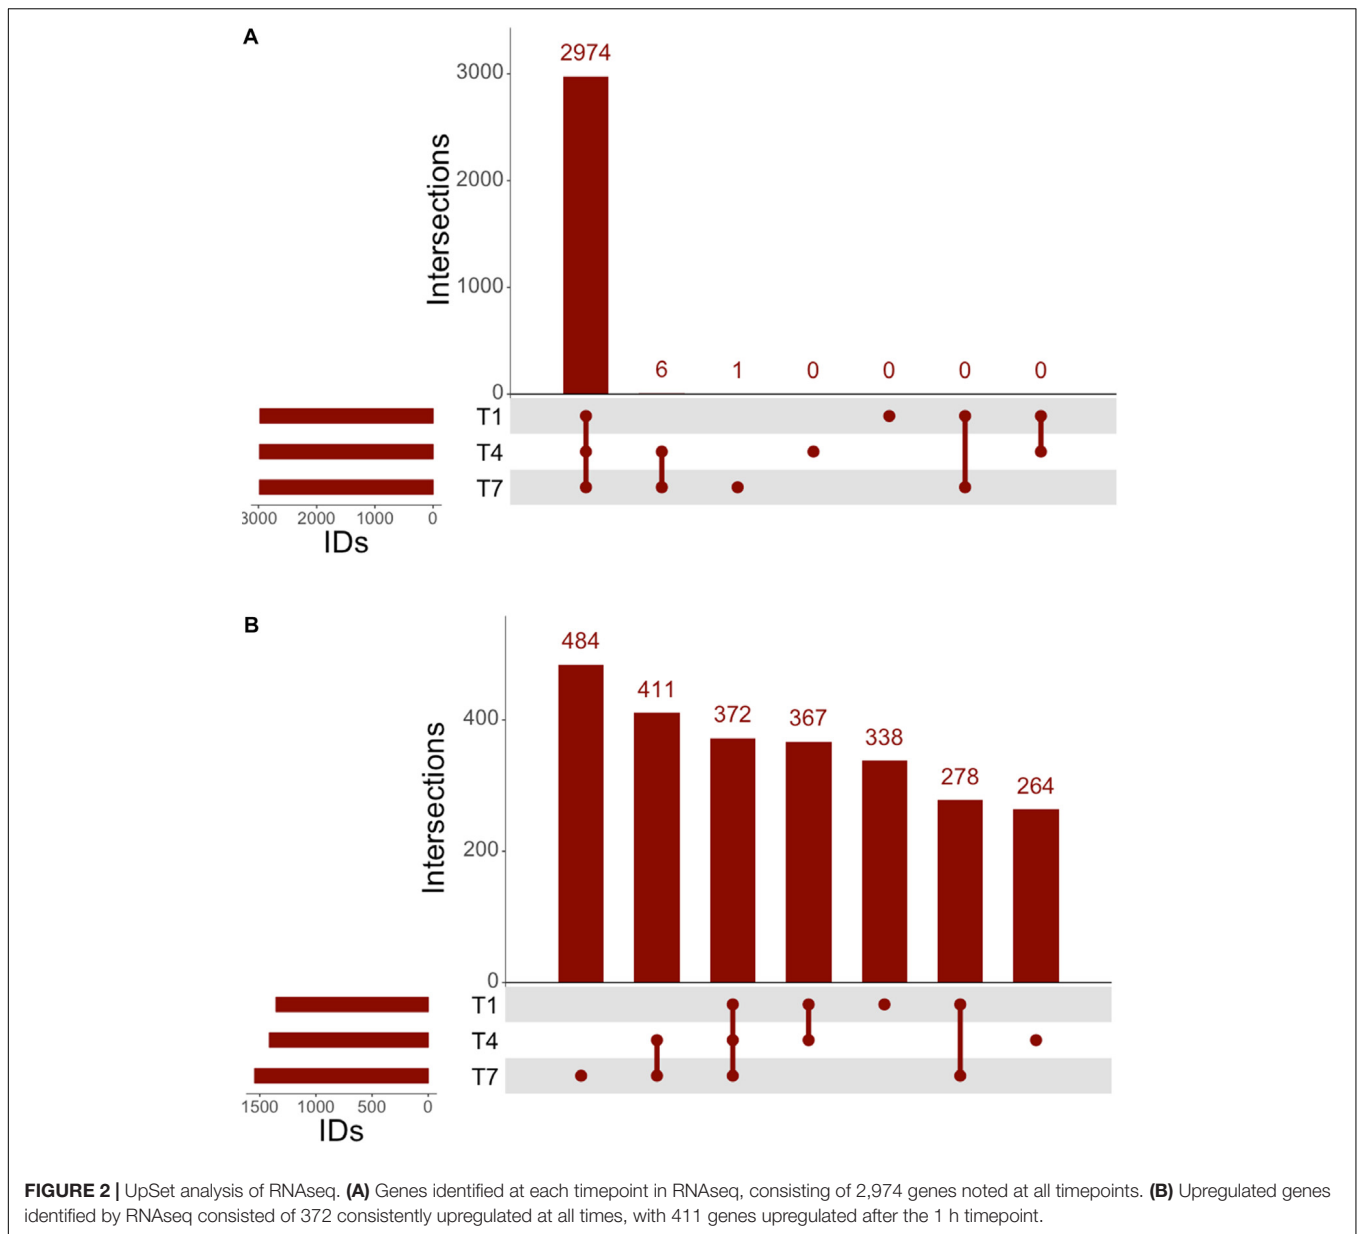 A
2974
3000
2000
1000
0
Intersections
6 1 0 0 0 0
T1
T4
T7
3000 2000 1000 0
IDs
B
484
411
372
367
338
278
264
400
200
0
Intersections
T1
T4
T7
1500 1000 500 0
IDs
FIGURE 2 | UpSet analysis of RNAseq. (A) Genes identified at each timepoint in RNAseq, consisting of 2,974 genes noted at all timepoints. (B) Upregulated genes
identified by RNAseq consisted of 372 consistently upregulated at all times, with 411 genes upregulated after the 1 h timepoint.